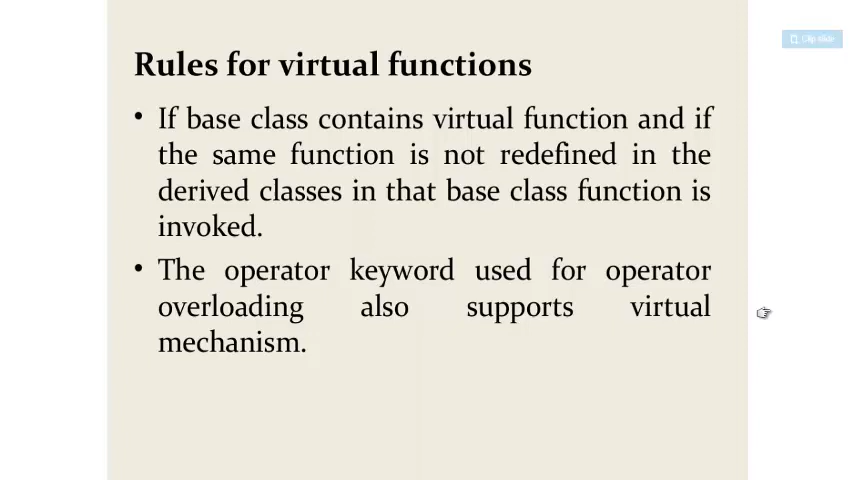 Clip slide
Rules for virtual functions
• If base class contains virtual function and if
the same function is not redefined in the
derived classes in that base class function is
invoked.
• The operator keyword used for operator
overloading also supports virtual
mechanism.